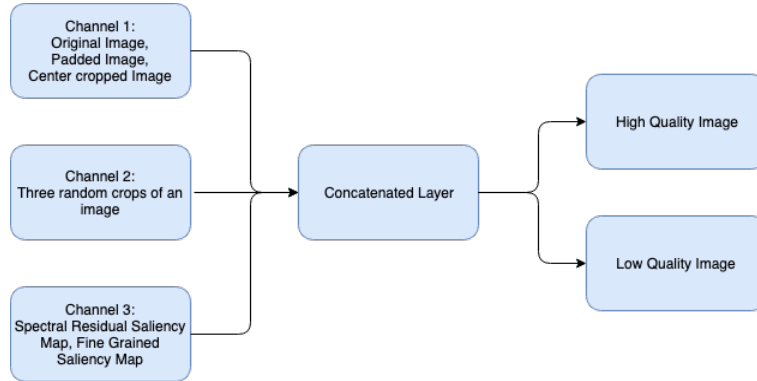 Channel 1:
Original Image,
Padded Image,
Center cropped Image
Channel 2:
Three random crops of an
image
Channel 3:
Spectral Residual Saliency
Map, Fine Grained
Saliency Map
Concatenated Layer
High Quality Image
Low Quality Image